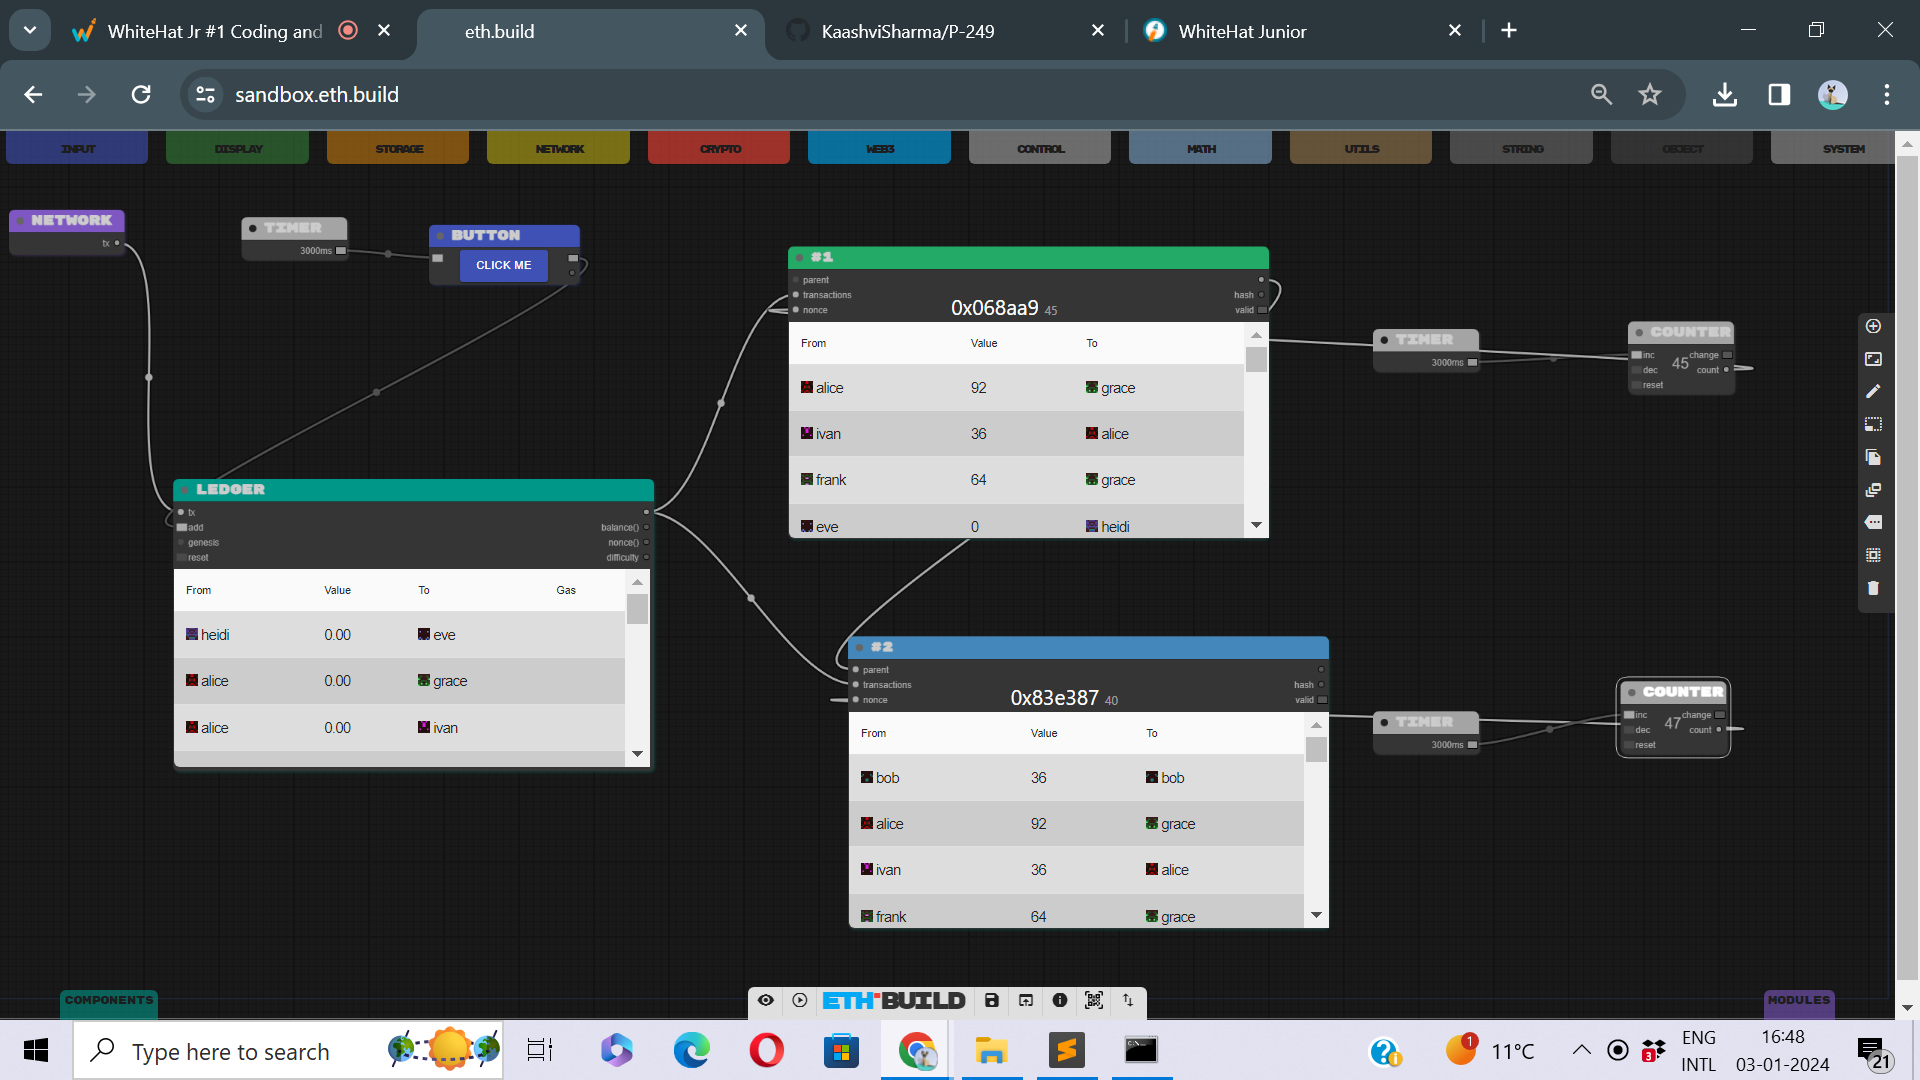 WhiteHat Jr #1 Coding and
eth.build
KaashviSharma/P-249
WhiteHat Junior
sandbox.eth.build
INPUT DISPLAY STORAGE NETWORK CRYPTO WEB3 CONTROL MATH UTILS STRING OBJECT SYSTEM
NETWORK
tx
TIMER
3000ms
BUTTON
CLICK ME
#1
parent
transactions
hash
nonce
0x068aa9 45
valid
From Value To
alice 92 grace
ivan 36 alice
frank 64 grace
eve 0 heidi
TIMER
3000ms
COUNTER
inc change
45
dec count
reset
LEDGER
tx
add balance()
genesis nonce()
reset difficulty
From Value To Gas
heidi 0.00 eve
alice 0.00 grace
alice 0.00 ivan
#2
parent
transactions hash
nonce 0x83e387 40 valid
From Value To
bob 36 bob
alice 92 grace
ivan 36 alice
frank 64 grace
TIMER
3000ms
COUNTER
inc change
47
dec count
reset
COMPONENTS
ETH BUILD
MODULES
Type here to search
1
11°C
3
ENG
INTL
16:48
03-01-2024
21